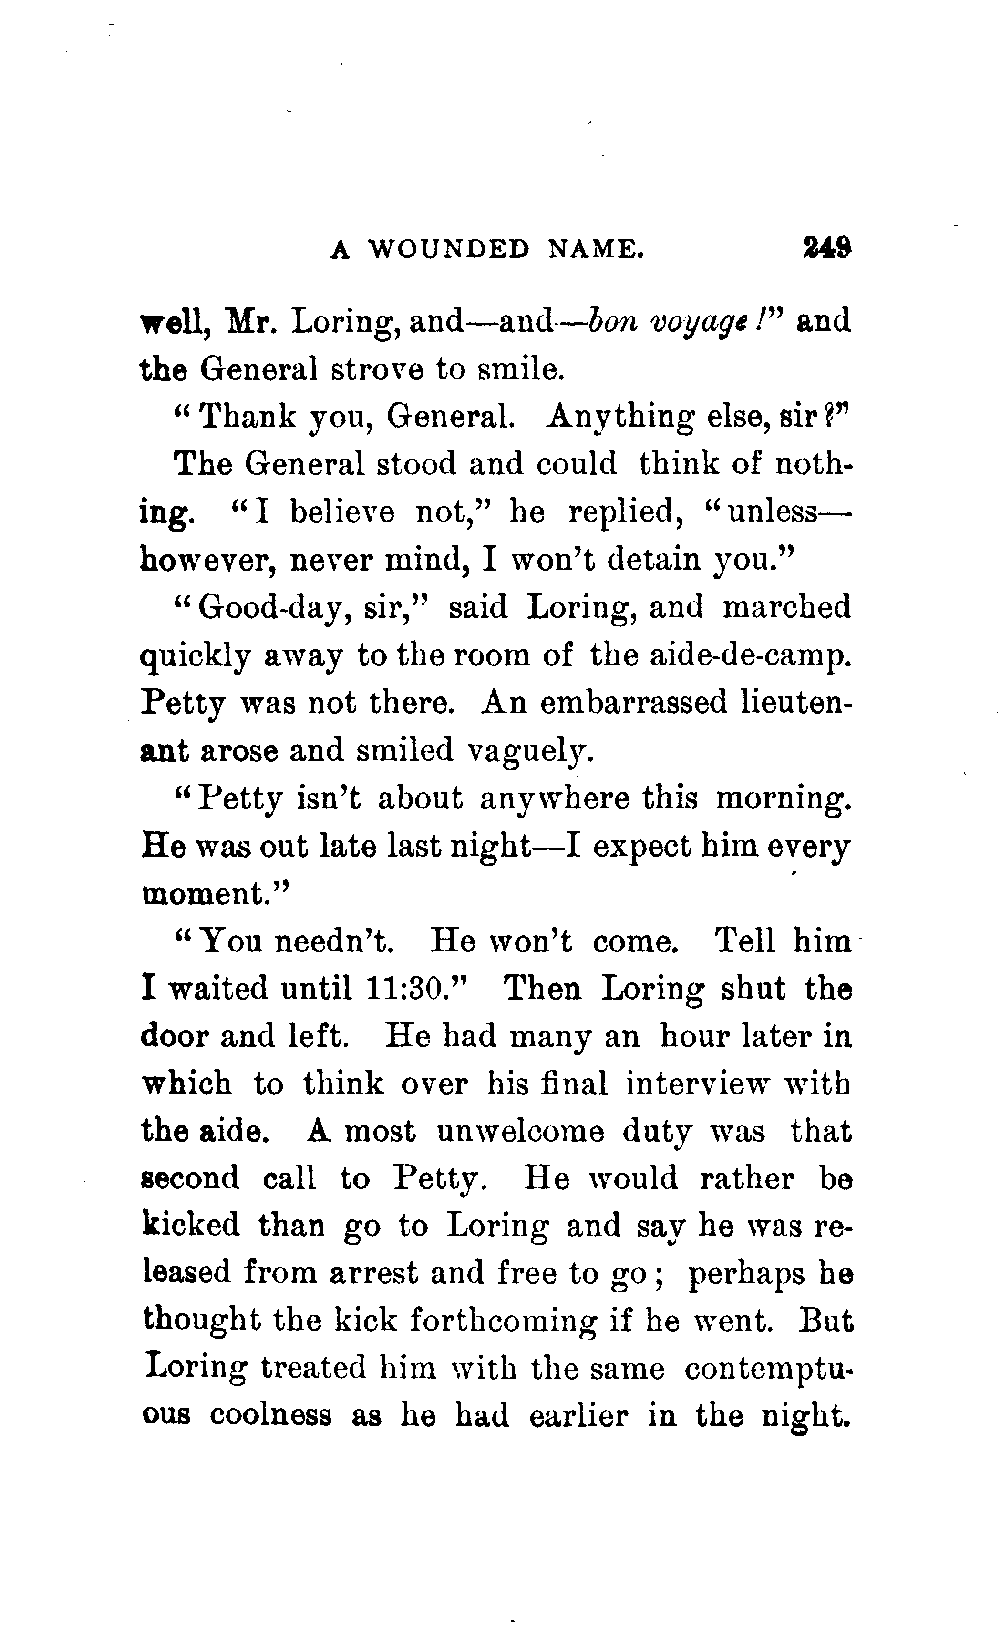 A WOUNDED NAME. 249
well, Mr. Loring, and—and—bon voyage!” and
the General strove to smile.
“Thank you, General. Anything else, sir?”
The General stood and could think of noth-
ing. “I believe not,” he replied, “unless—
however, never mind, I won’t detain you.”
“Good-day, sir,” said Loring, and marched
quickly away to the room of the aide-de-camp.
Petty was not there. An embarrassed lieuten-
ant arose and smiled vaguely.
“Petty isn’t about anywhere this morning.
He was out late last night—I expect him every
moment.”
“You needn’t. He won’t come. Tell him
I waited until 11:30.” Then Loring shut the
door and left. He had many an hour later in
which to think over his final interview with
the aide. A most unwelcome duty was that
second call to Petty. He would rather be
kicked than go to Loring and say he was re-
leased from arrest and free to go; perhaps he
thought the kick forthcoming if he went. But
Loring treated him with the same contemptu-
ous coolness as he had earlier in the night.